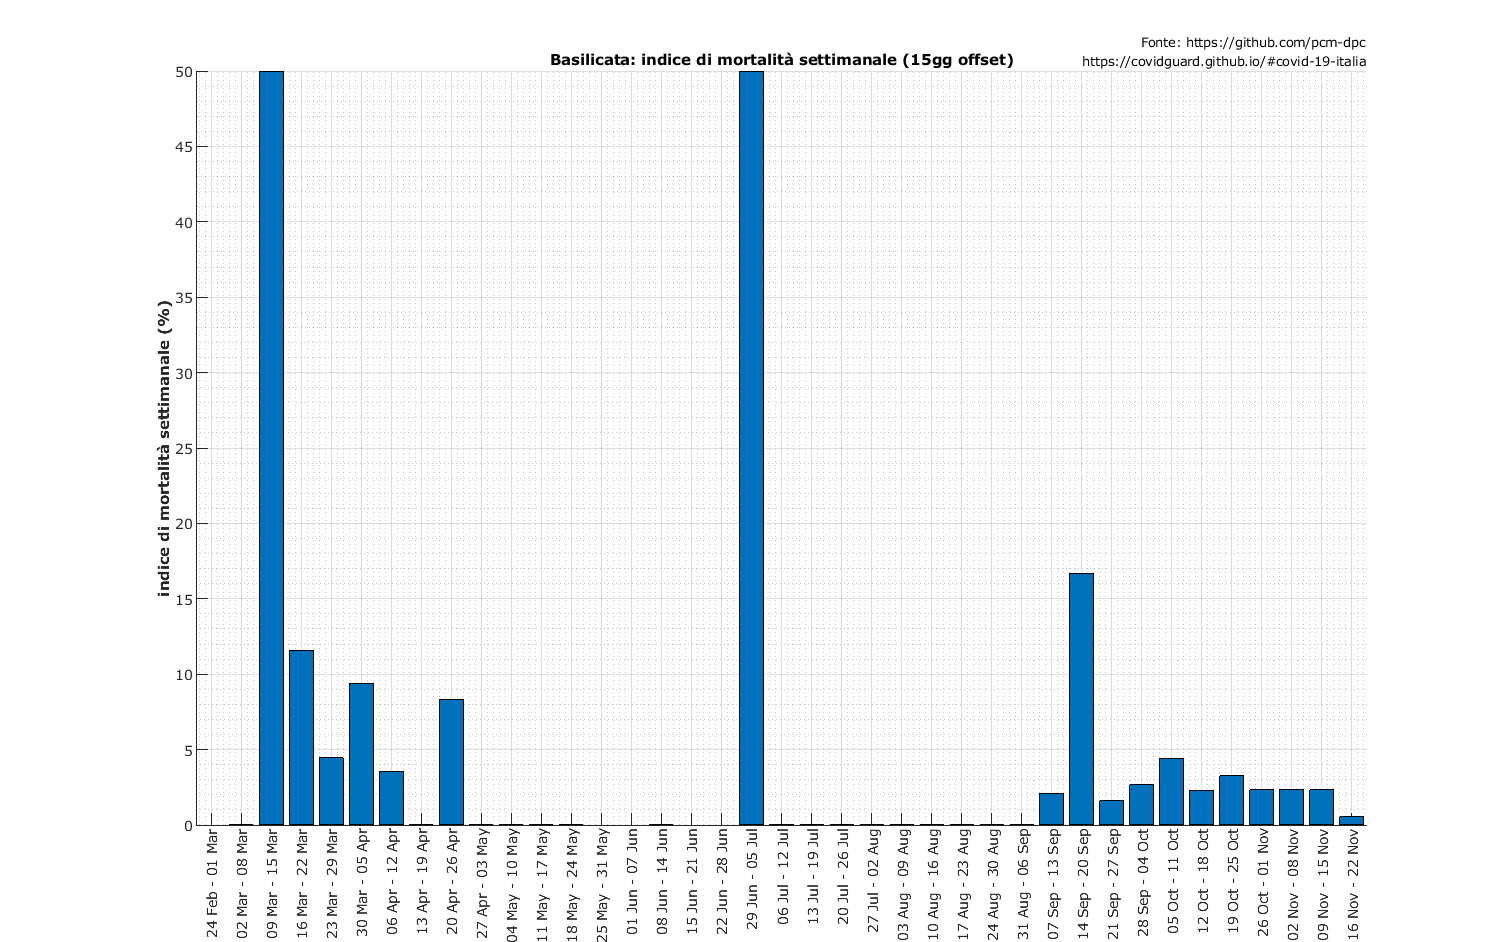 Fonte: https://github.com/pcm-dpc
Basilicata: indice di mortalità settimanale (15gg offset)
https://covidguard.github.io/#covid-19-italia
indice di mortalità settimanale (%)
50
45
40
35
30
25
20
15
10
5
0
24 Feb - 01 Mar
02 Mar - 08 Mar
09 Mar - 15 Mar
16 Mar - 22 Mar
23 Mar - 29 Mar
30 Mar - 05 Apr
06 Apr - 12 Apr
13 Apr - 19 Apr
20 Apr - 26 Apr
27 Apr - 03 May
04 May - 10 May
11 May - 17 May
18 May - 24 May
25 May - 31 May
01 Jun - 07 Jun
08 Jun - 14 Jun
15 Jun - 21 Jun
22 Jun - 28 Jun
29 Jun - 05 Jul
06 Jul - 12 Jul
13 Jul - 19 Jul
20 Jul - 26 Jul
27 Jul - 02 Aug
03 Aug - 09 Aug
10 Aug - 16 Aug
17 Aug - 23 Aug
24 Aug - 30 Aug
31 Aug - 06 Sep
07 Sep - 13 Sep
14 Sep - 20 Sep
21 Sep - 27 Sep
28 Sep - 04 Oct
05 Oct - 11 Oct
12 Oct - 18 Oct
19 Oct - 25 Oct
26 Oct - 01 Nov
02 Nov - 08 Nov
09 Nov - 15 Nov
16 Nov - 22 Nov